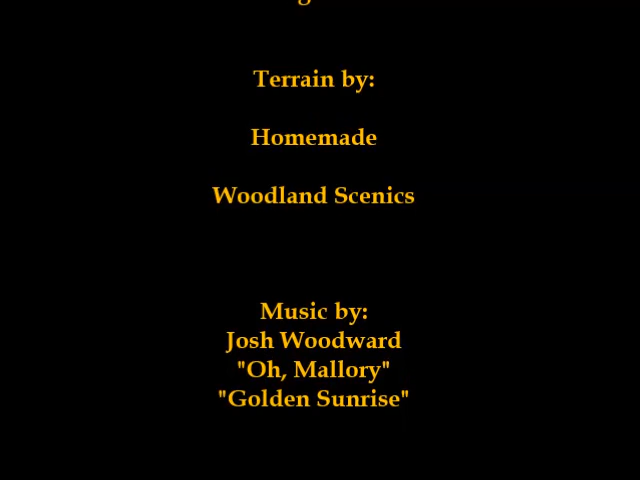 Terrain by:
Homemade
Woodland Scenics
Music by:
Josh Woodward
"Oh, Mallory"
"Golden Sunrise"